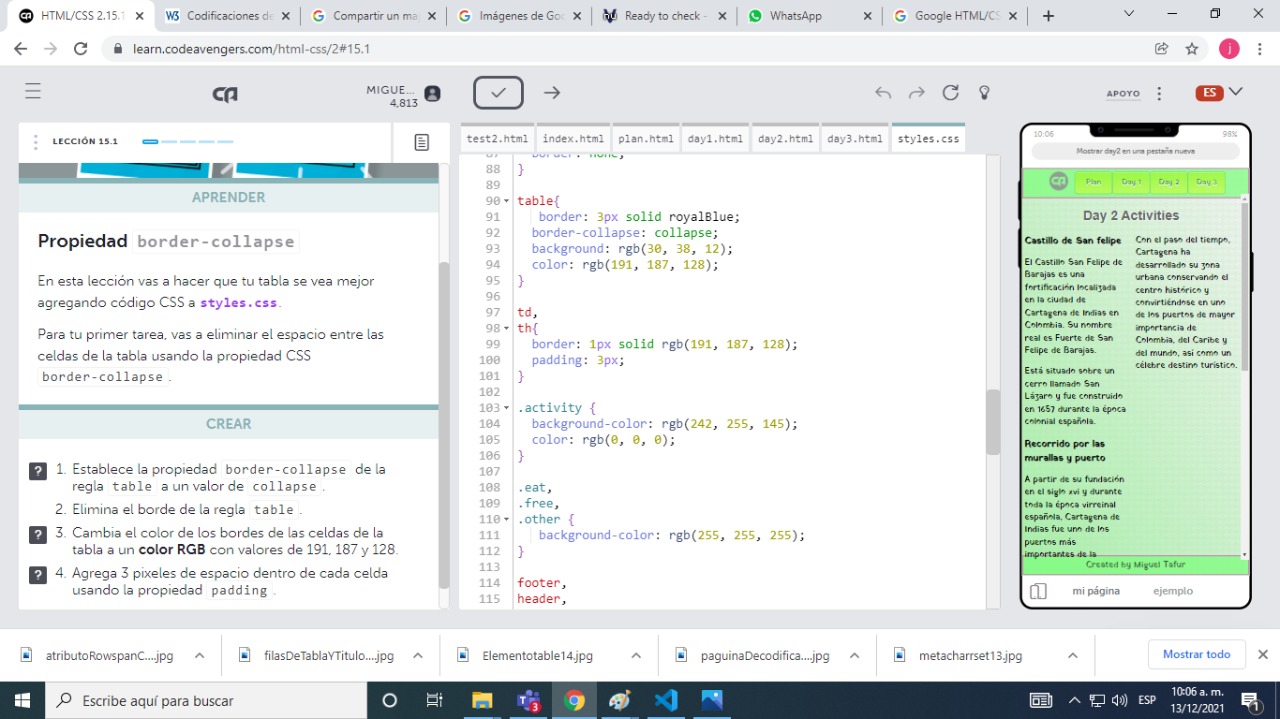 HTML/CSS 2.15.1
Codificaciones de
Compartir un ma
Imágenes de Goo
Ready to check -
WhatsApp
Google HTML/CS
learn.codeavengers.com/html-css/2#15.1
MIGUE...
4,813
APOYO
ES
LECCIÓN 15.1
test2.html
index.html
plan.html
day1.html
day2.html
day3.html
styles.css
APRENDER
Propiedad border-collapse
En esta lección vas a hacer que tu tabla se vea mejor
agregando código CSS a styles.css.
Para tu primer tarea, vas a eliminar el espacio entre las
celdas de la tabla usando la propiedad CSS
border-collapse.
CREAR
? 1. Establece la propiedad border-collapse de la
regla table a un valor de collapse.
2. Elimina el borde de la regla table.
? 3. Cambia el color de los bordes de las celdas de la
tabla a un color RGB con valores de 191, 187 y 128.
? 4. Agrega 3 pixeles de espacio dentro de cada celda
usando la propiedad padding.
87 border: none;
88 }
89
90 table{
91 border: 3px solid royalBlue;
92 border-collapse: collapse;
93 background: rgb(30, 38, 12);
94 color: rgb(191, 187, 128);
95 }
96
97 td,
98 th{
99 border: 1px solid rgb(191, 187, 128);
100 padding: 3px;
101 }
102
103 .activity {
104 background-color: rgb(242, 255, 145);
105 color: rgb(0, 0, 0);
106 }
107
108 .eat,
109 .free,
110 .other {
111 background-color: rgb(255, 255, 255);
112 }
113
114 footer,
115 header,
10:06
98%
Mostrar day2 en una pestaña nueva
Plan
Day 1
Day 2
Day 3
Day 2 Activities
Castillo de San felipe
El Castillo San Felipe de
Barajas es una
fortificación localizada
en la ciudad de
Cartagena de Indias en
Colombia. Su nombre
real es Fuerte de San
Felipe de Barajas.
Está situado sobre un
cerro llamado San
Lázaro y fue construido
en 1657 durante la época
colonial española.
Recorrido por las
murallas y puerto
A partir de su fundación
en el siglo xvi y durante
toda la época virreinal
española, Cartagena de
Indias fue uno de los
puertos más
importantes de la
Con el paso del tiempo,
Cartagena ha
desarrollado su zona
urbana conservando el
centro histórico y
convirtiéndose en uno
de los puertos de mayor
importancia de
Colombia, del Caribe y
del mundo, así como un
célebre destino turístico.
Created by Miguel Tafur
mi página
ejemplo
atributoRowspanC....jpg
filasDeTablaYTitulo....jpg
Elementotable14.jpg
paguinaDecodifica....jpg
metacharrset13.jpg
Mostrar todo
Escribe aquí para buscar
3
ESP
10:06 a. m.
13/12/2021
1